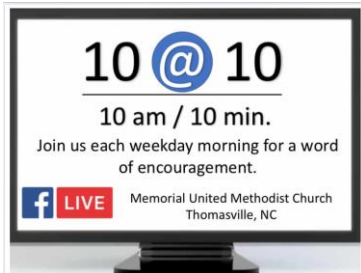 10 @ 10
10 am / 10 min.
Join us each weekday morning for a word
of encouragement.
f LIVE
Memorial United Methodist Church
Thomasville, NC